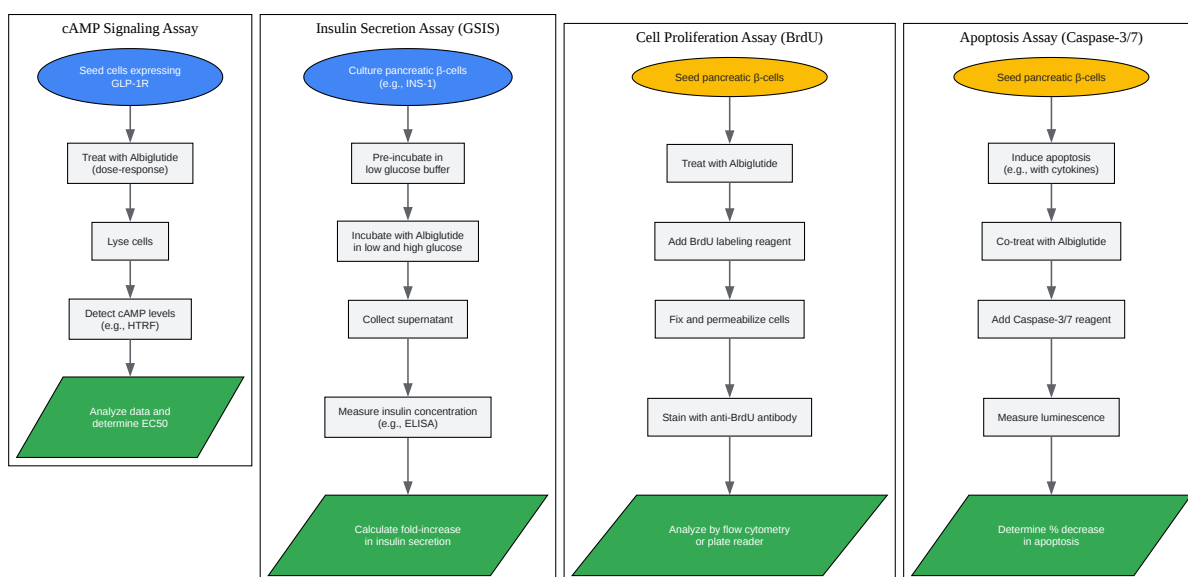 cAMP Signaling Assay
Seed cells expressing
GLP-1R
Treat with Albiglutide
(dose-response)
Lyse cells
Detect cAMP levels
(e.g., HTRF)
Analyze data and
determine EC50
Insulin Secretion Assay (GSIS)
Culture pancreatic β-cells
(e.g., INS-1)
Pre-incubate in
low glucose buffer
Incubate with Albiglutide
in low and high glucose
Collect supernatant
Measure insulin concentration
(e.g., ELISA)
Calculate fold-increase
in insulin secretion
Cell Proliferation Assay (BrdU)
Seed pancreatic β-cells
Treat with Albiglutide
Add BrdU labeling reagent
Fix and permeabilize cells
Stain with anti-BrdU antibody
Analyze by flow cytometry
or plate reader
Apoptosis Assay (Caspase-3/7)
Seed pancreatic β-cells
Induce apoptosis
(e.g., with cytokines)
Co-treat with Albiglutide
Add Caspase-3/7 reagent
Measure luminescence
Determine % decrease
in apoptosis